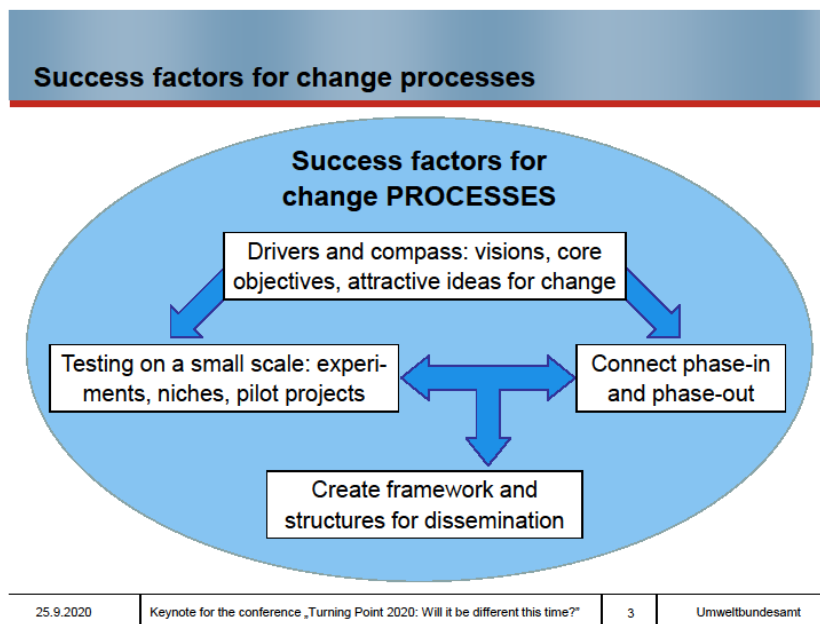 Success factors for change processes
Success factors for
change PROCESSES
Drivers and compass: visions, core
objectives, attractive ideas for change
Testing on a small scale: experi-
ments, niches, pilot projects
Connect phase-in
and phase-out
Create framework and
structures for dissemination
25.9.2020
Keynote for the conference „Turning Point 2020: Will it be different this time?"
3
Umweltbundesamt